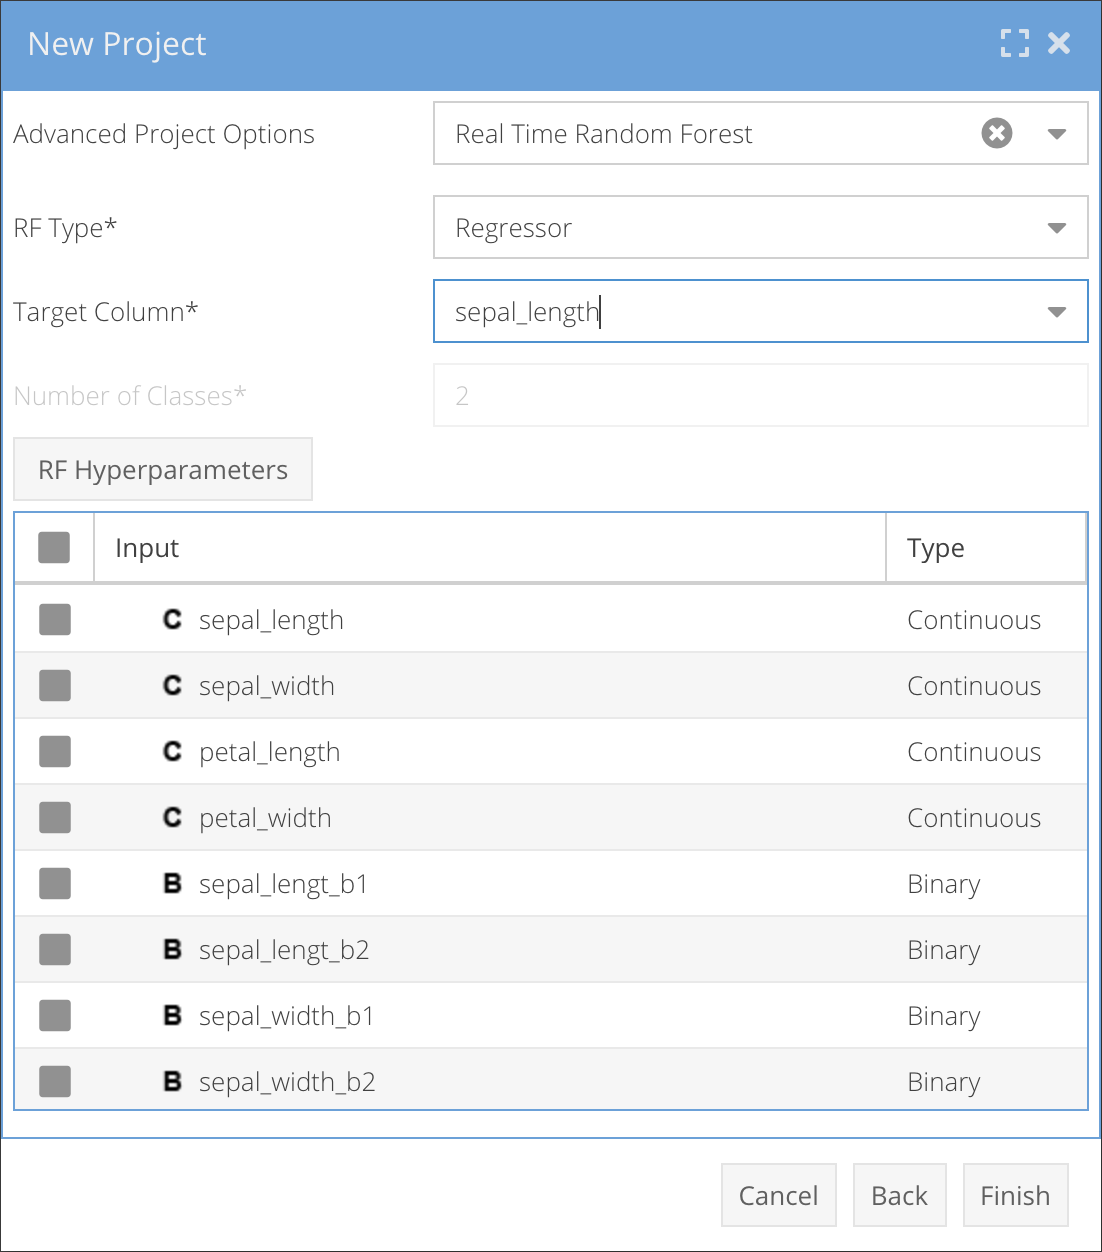 New Project
Advanced Project Options Real Time Random Forest
RF Type* Regressor
Target Column* sepal_length
Number of Classes* 2
RF Hyperparameters
Input Type
C sepal_length Continuous
C sepal_width Continuous
C petal_length Continuous
C petal_width Continuous
B sepal_lengt_b1 Binary
B sepal_lengt_b2 Binary
B sepal_width_b1 Binary
B sepal_width_b2 Binary
Cancel Back Finish